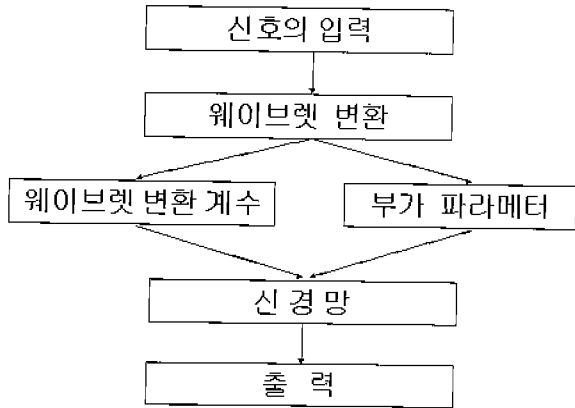 신호의 입력
웨이브렛 변환
웨이브렛 변환 계수
부가 파라메터
신 경 망
출 력